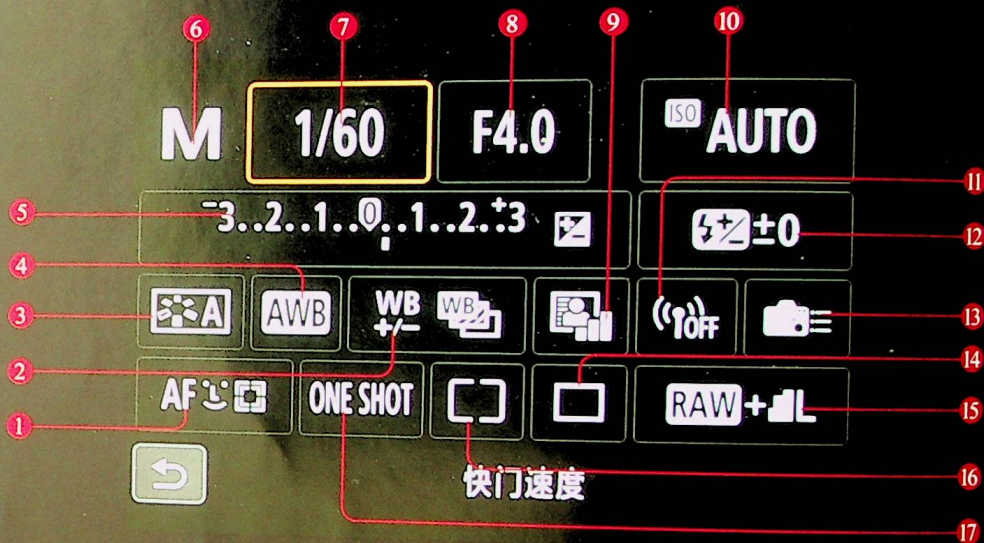 6 7 8 9 10
M 1/60 F4.0 ISO AUTO
11
5 -3..2..1..0..1..2..+3 ±0 12
4
3 A AWB WB +/- WB OFF 13
2 14
1 AF ONE SHOT RAW+L 15
快门速度 16
17